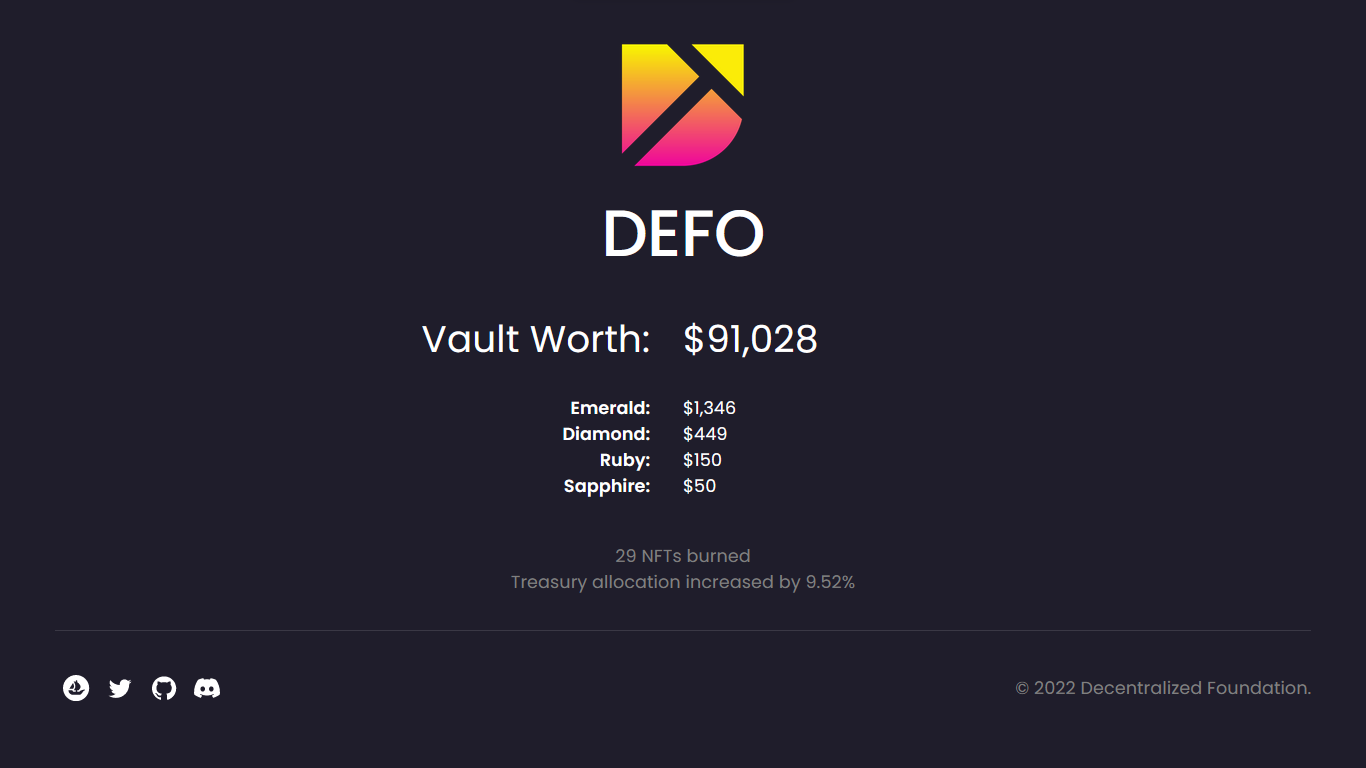 DEFO
Vault Worth: $91,028
Emerald: $1,346
Diamond: $449
Ruby: $150
Sapphire: $50
29 NFTs burned
Treasury allocation increased by 9.52%
© 2022 Decentralized Foundation.